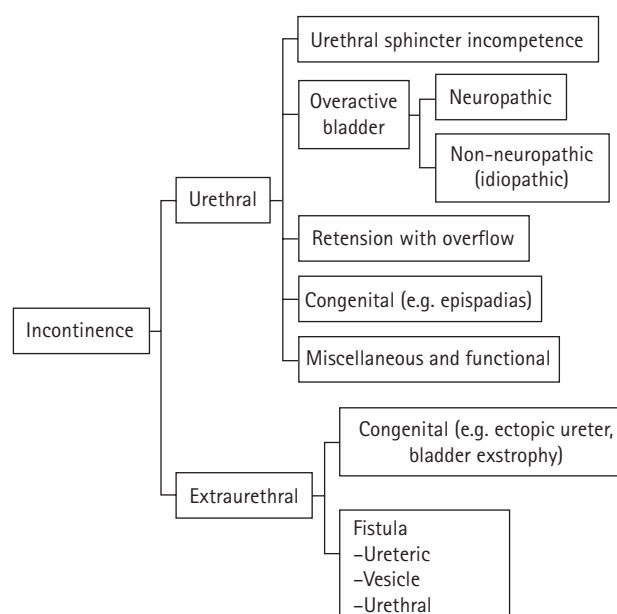 Urethral sphincter incompetence
Overactive
bladder
Neuropathic
Non-neuropathic
(idiopathic)
Urethral
Retension with overflow
Congenital (e.g. epispadias)
Incontinence
Miscellaneous and functional
Congenital (e.g. ectopic ureter,
bladder exstrophy)
Extraurethral
Fistula
–Ureteric
–Vesicle
–Urethral